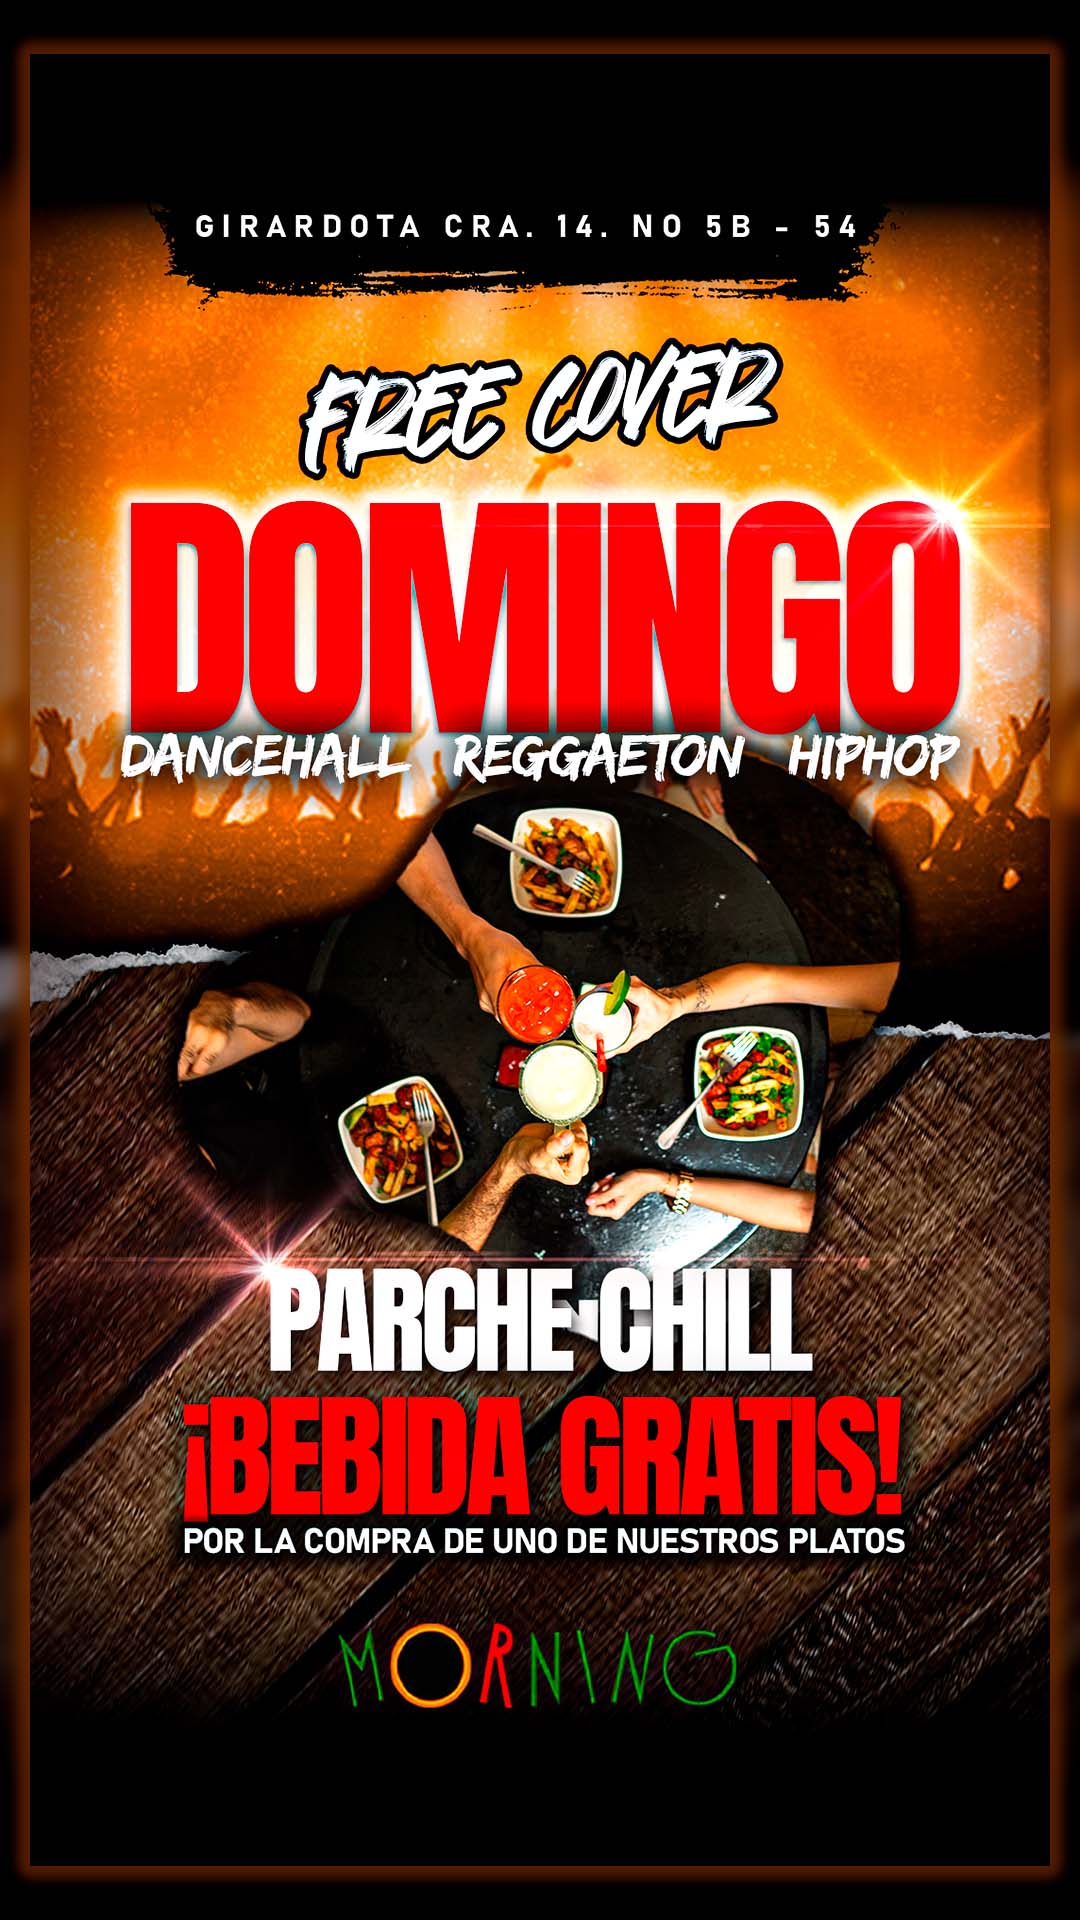 GIRARDOTA CRA. 14. NO 5B - 54
FREE COVER
DOMINGO
DANCEHALL REGGAETON HIPHOP
PARCHE CHILL
¡BEBIDA GRATIS!
POR LA COMPRA DE UNO DE NUESTROS PLATOS
MORNING